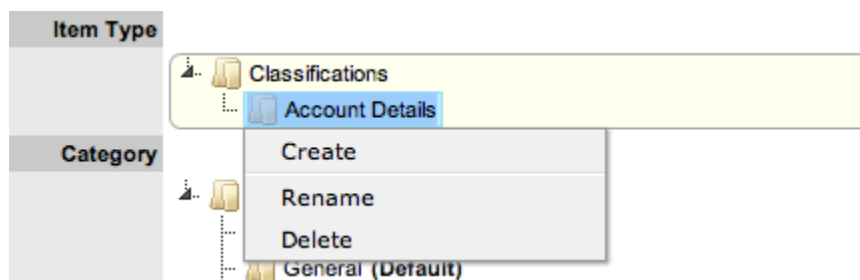 Item Type
Classifications
Account Details
Category
Create
Rename
Delete
General (Default)